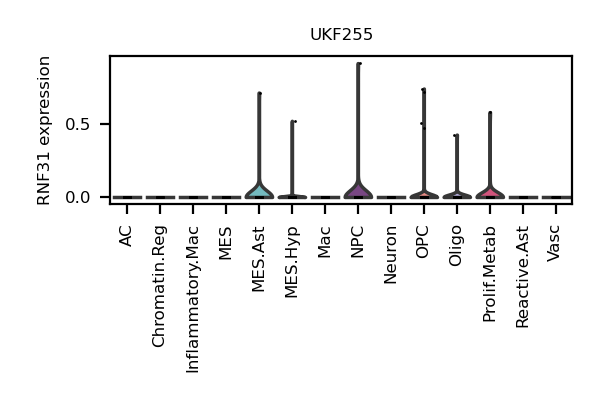 UKF255
RNF31 expression
0.5
0.0
AC
Chromatin.Reg
Inflammatory.Mac
MES
MES.Ast
MES.Hyp
Mac
NPC
Neuron
OPC
Oligo
Prolif.Metab
Reactive.Ast
Vasc